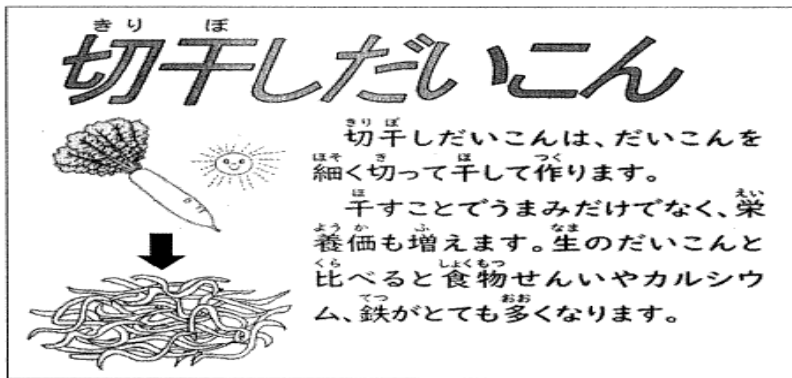 切干しだいこん
切干しだいこんは、だいこんを
細く切って干して作ります。
干すことでうまみだけでなく、栄
養価も増えます。生のだいこんと
比べると食物せんいやカルシウ
ム、鉄がとても多くなります。